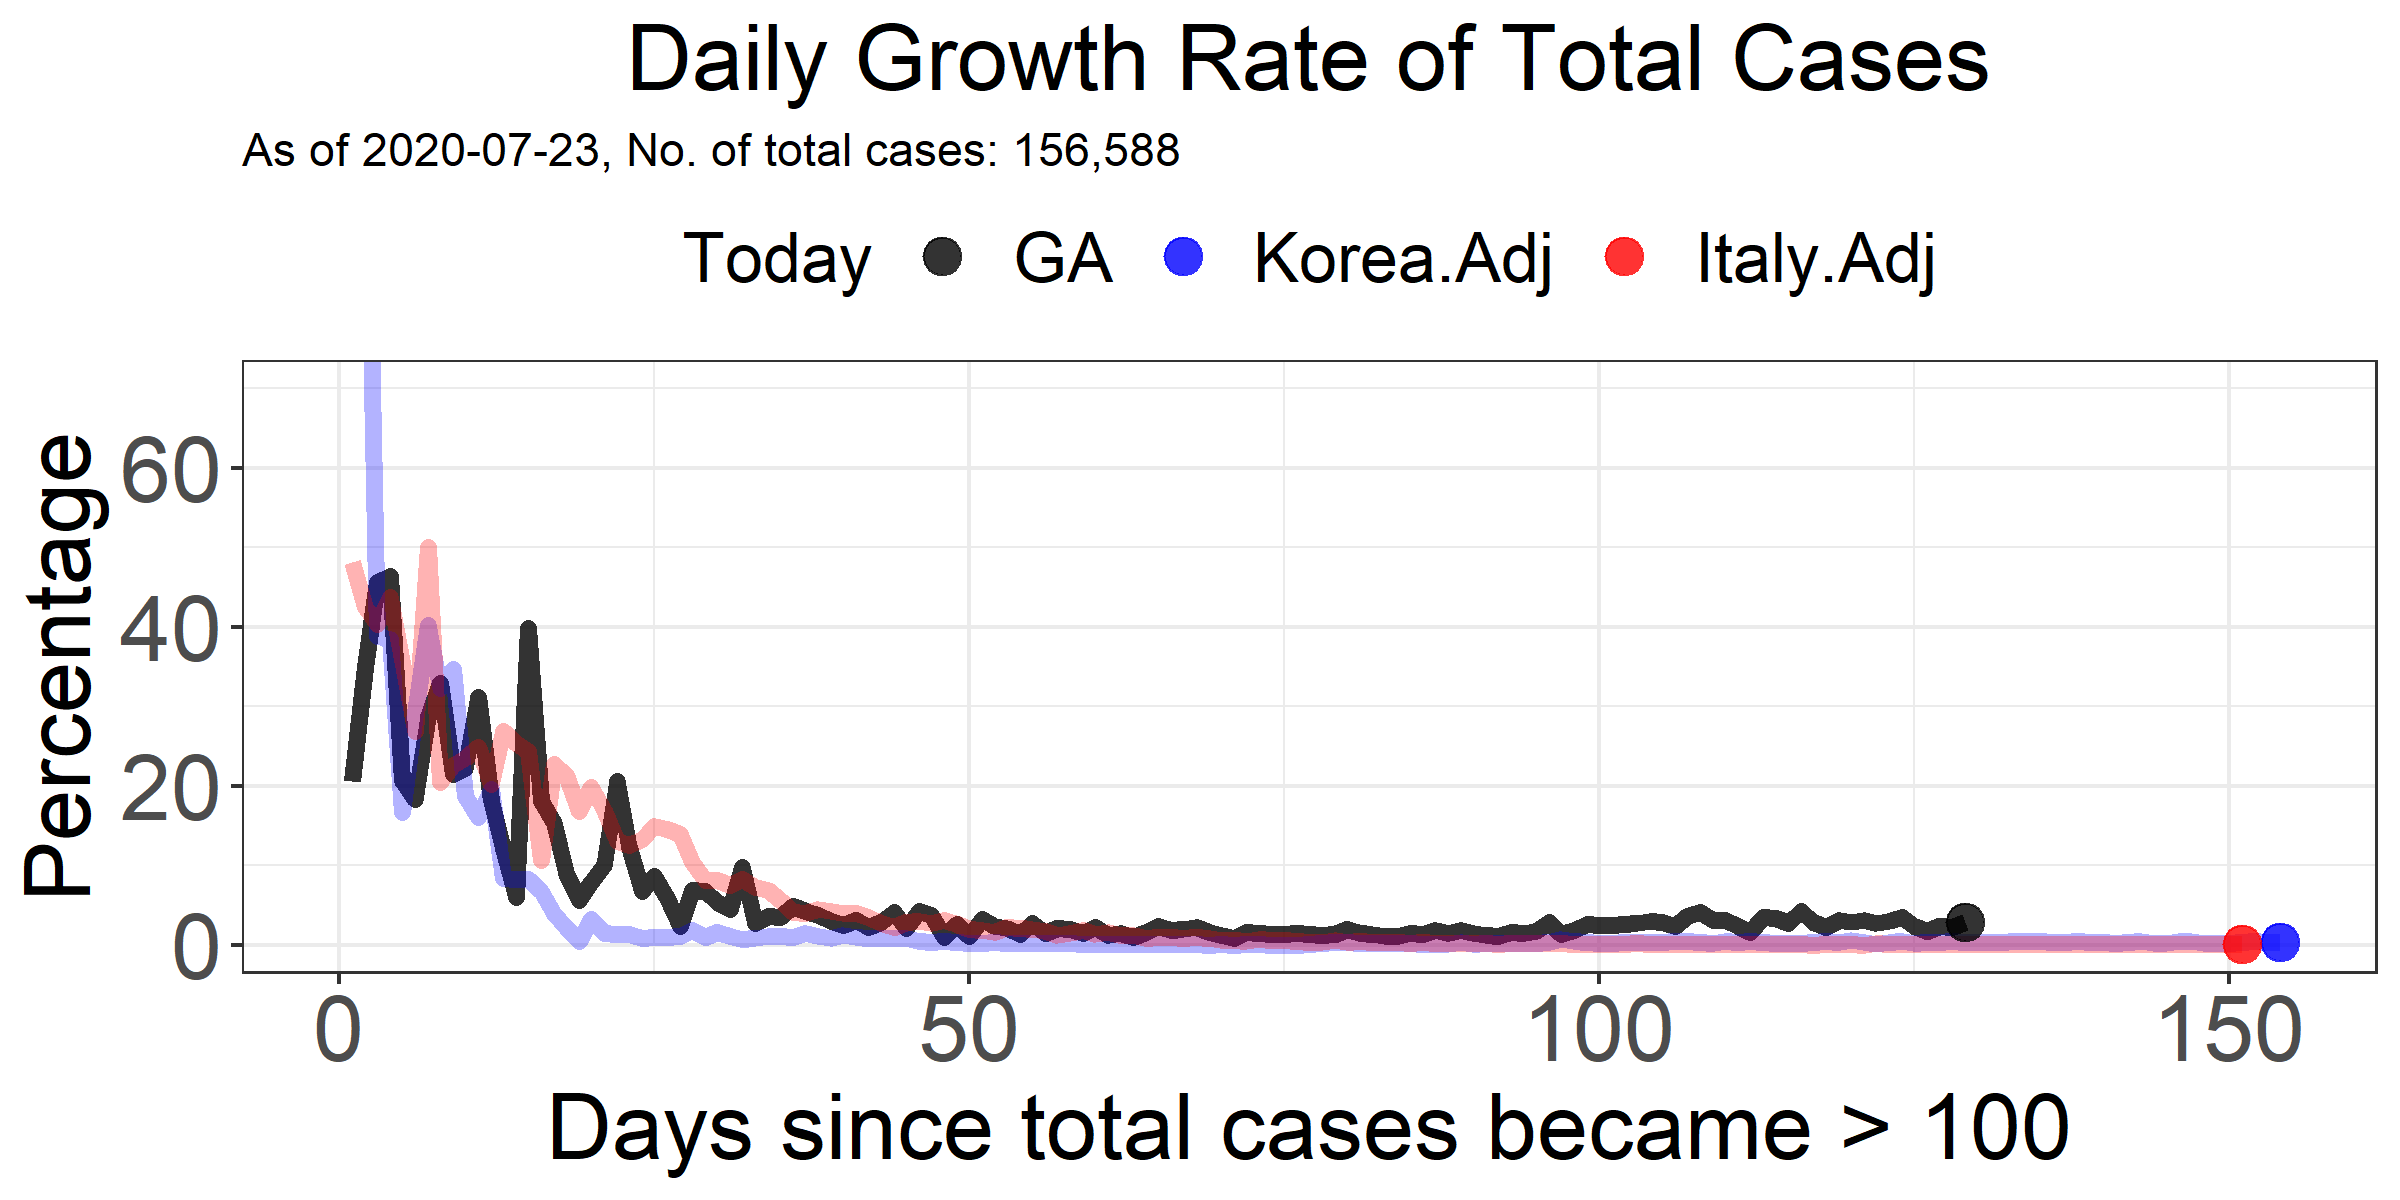 Daily Growth Rate of Total Cases
As of 2020-07-23, No. of total cases: 156,588
Today GA Korea.Adj Italy.Adj
Percentage
60
40
20
0
0 50 100 150
Days since total cases became > 100